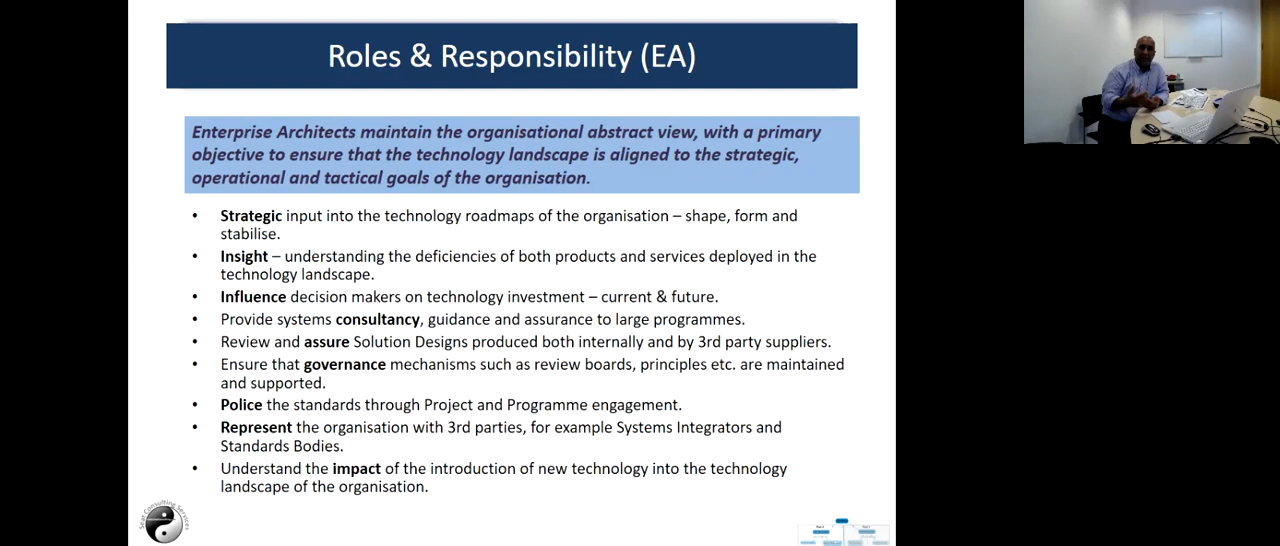 Roles & Responsibility (EA)
Enterprise Architects maintain the organisational abstract view, with a primary
objective to ensure that the technology landscape is aligned to the strategic,
operational and tactical goals of the organisation.
• Strategic input into the technology roadmaps of the organisation – shape, form and
stabilise.
• Insight – understanding the deficiencies of both products and services deployed in the
technology landscape.
• Influence decision makers on technology investment – current & future.
• Provide systems consultancy, guidance and assurance to large programmes.
• Review and assure Solution Designs produced both internally and by 3rd party suppliers.
• Ensure that governance mechanisms such as review boards, principles etc. are maintained
and supported.
• Police the standards through Project and Programme engagement.
• Represent the organisation with 3rd parties, for example Systems Integrators and
Standards Bodies.
• Understand the impact of the introduction of new technology into the technology
landscape of the organisation.
Consulting Services